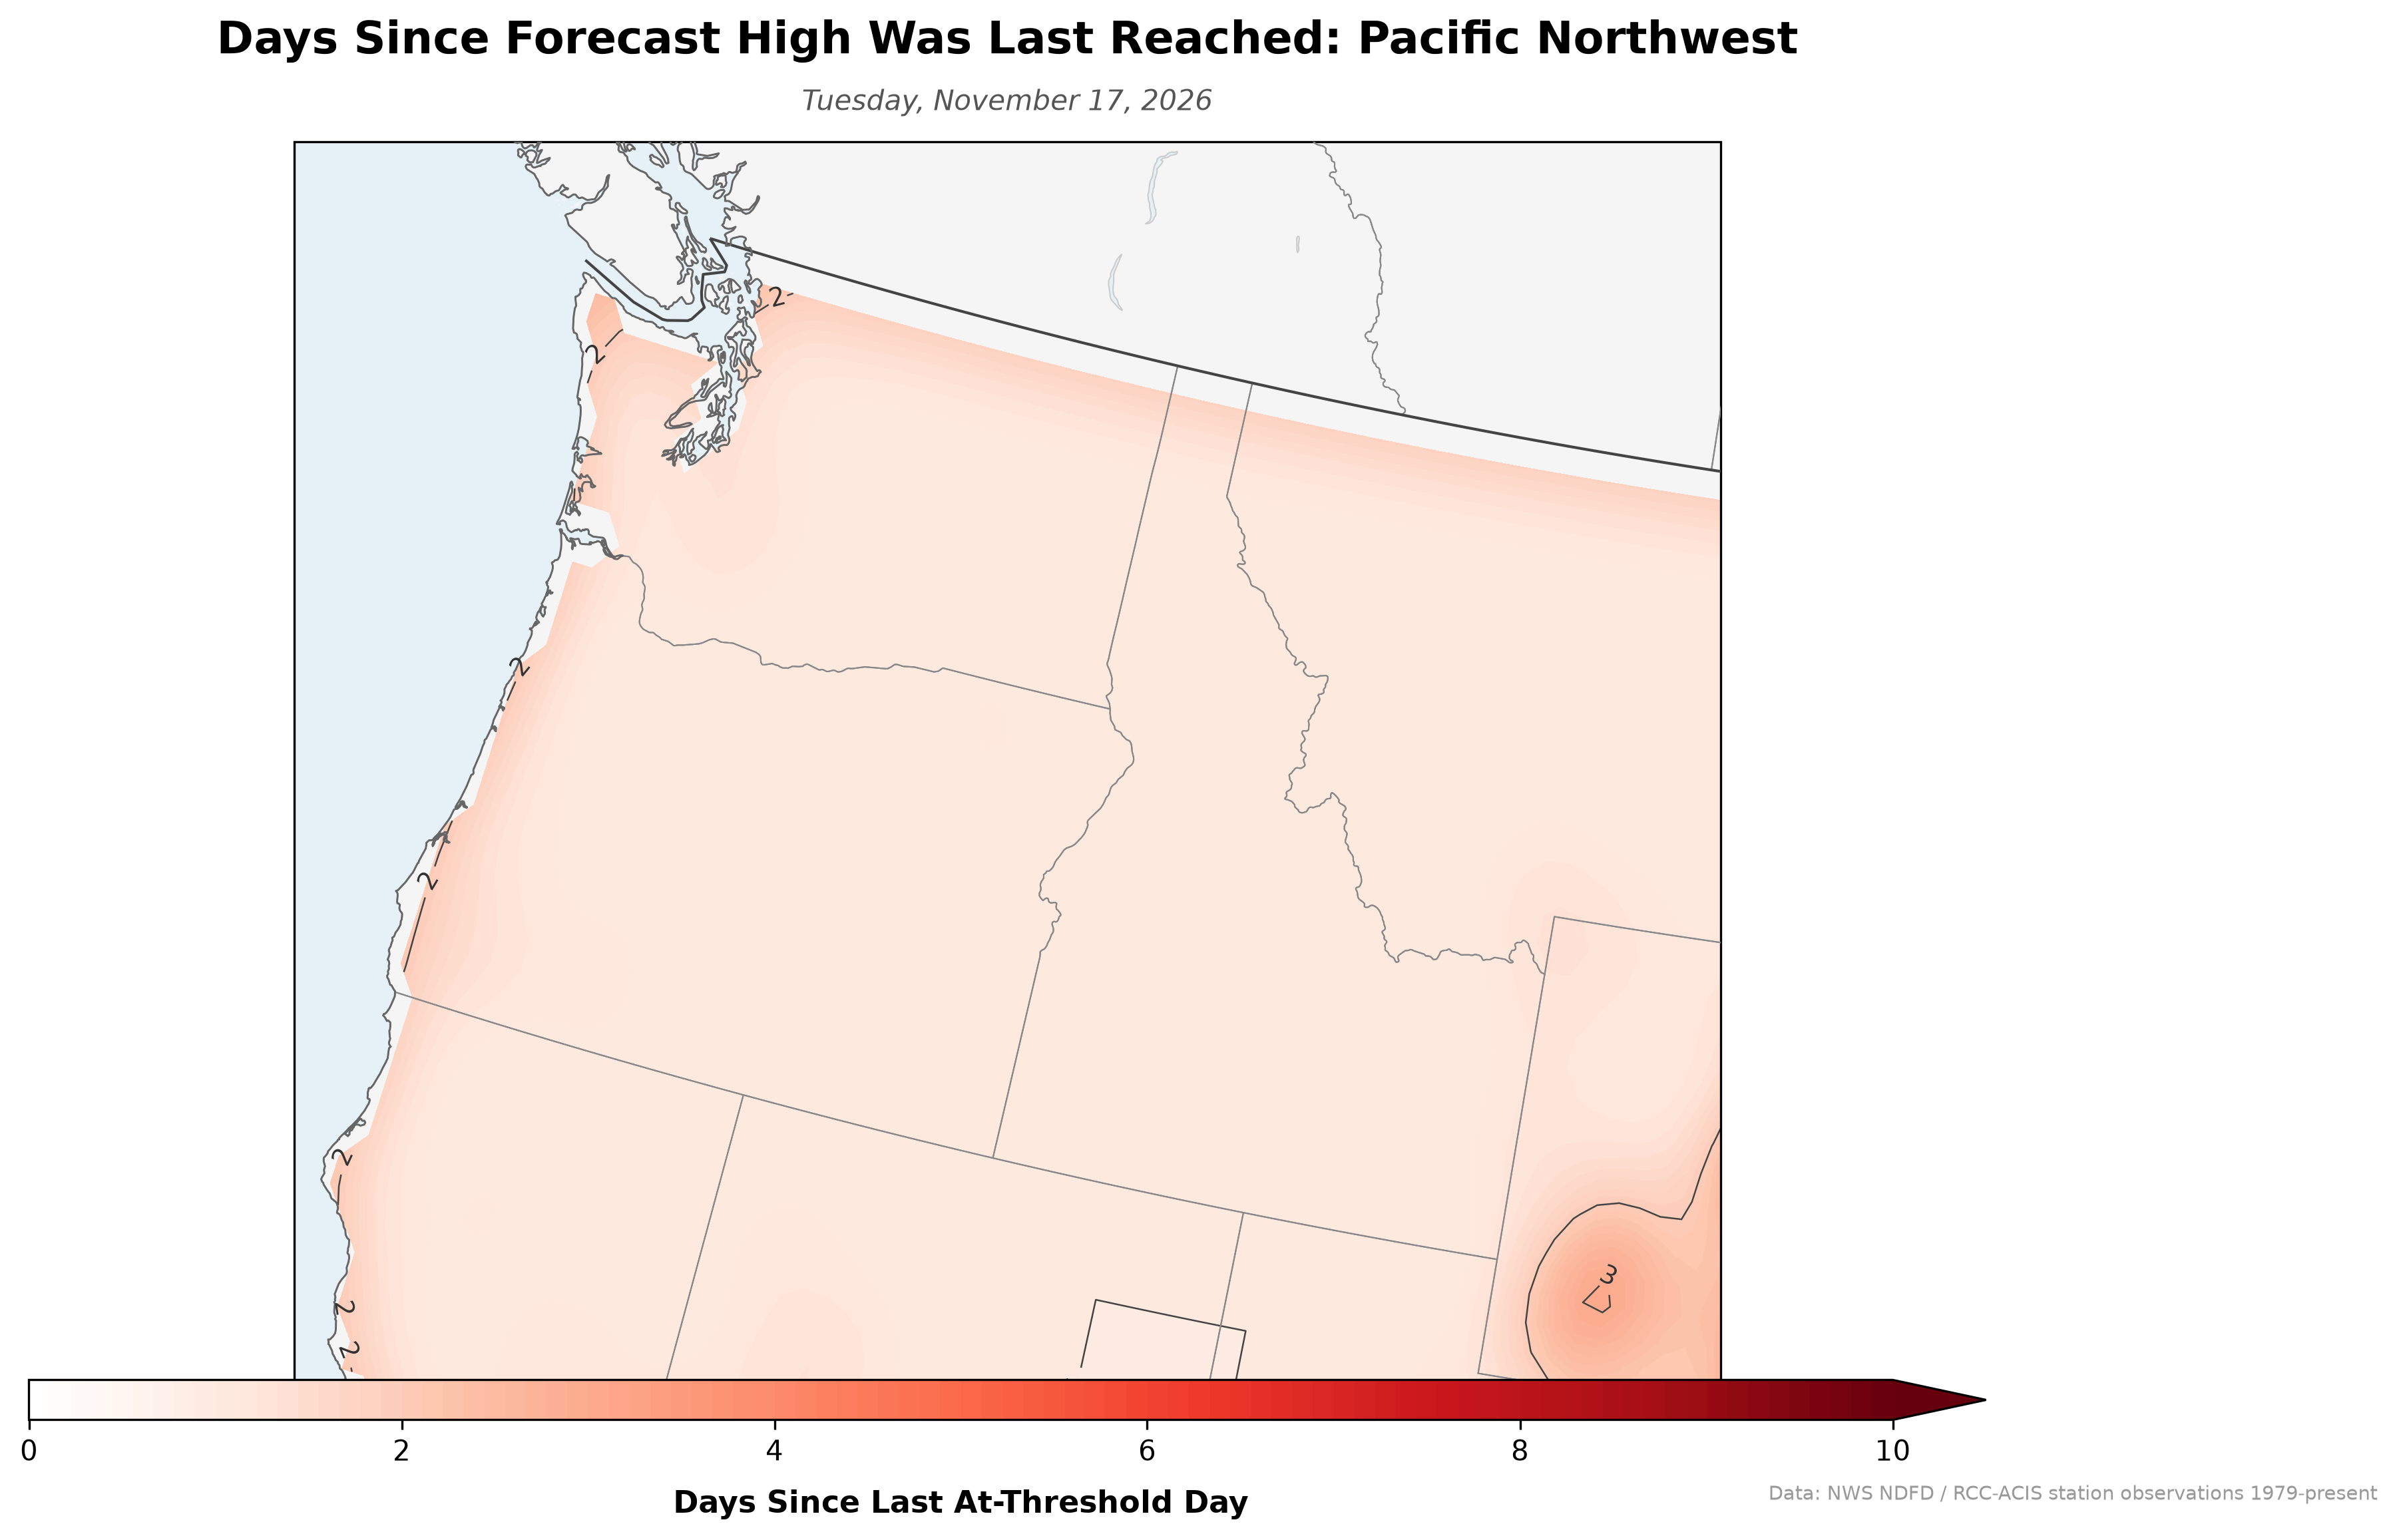 Days Since Forecast High Was Last Reached: Pacific Northwest
Tuesday, November 17, 2026
2
2
2
2
2
3
2
2
0 2 4 6 8 10
Days Since Last At-Threshold Day
Data: NWS NDFD / RCC-ACIS station observations 1979-present